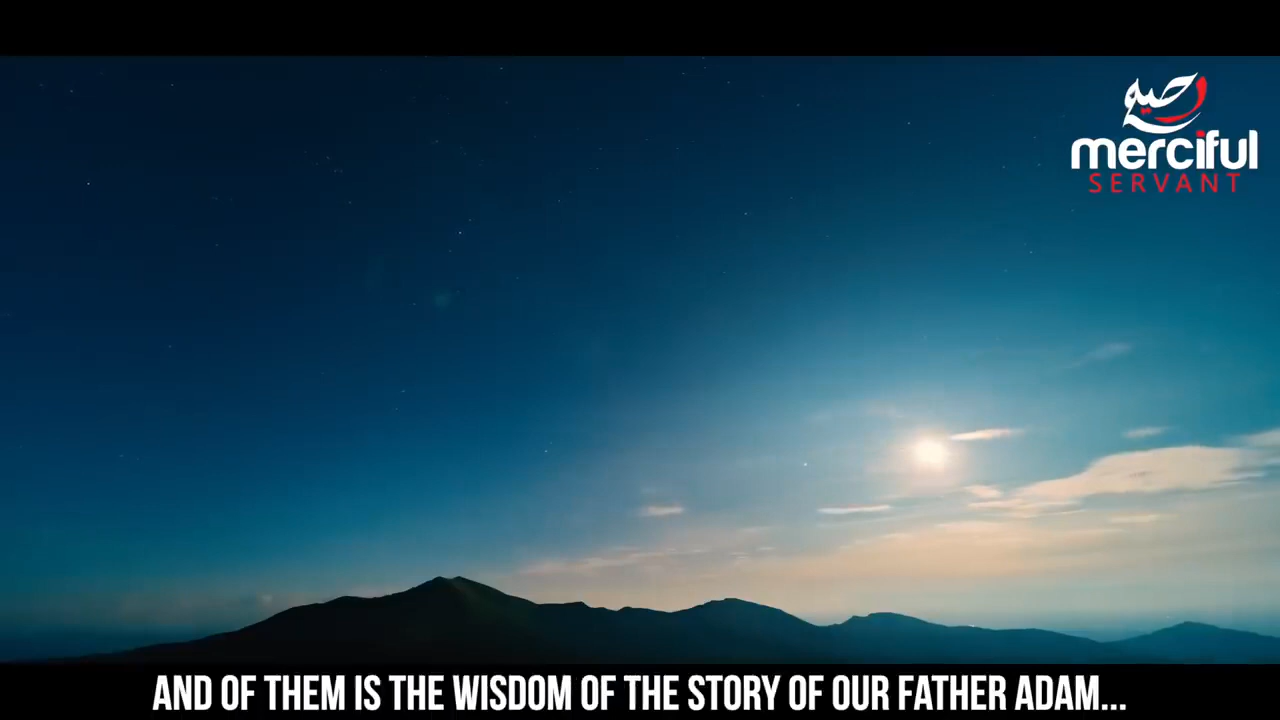 merciful
SERVANT
AND OF THEM IS THE WISDOM OF THE STORY OF OUR FATHER ADAM...